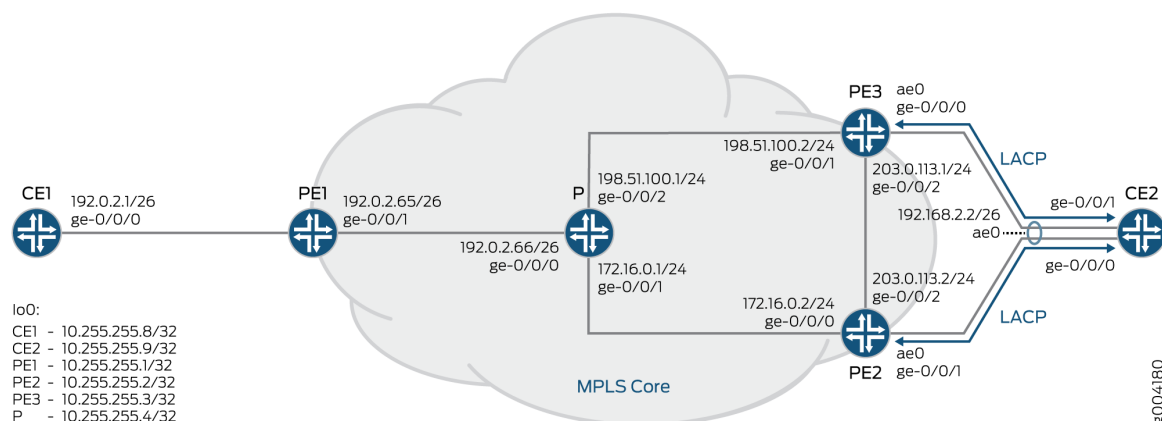 PE3
ae0
ge-0/0/0
198.51.100.2/24
ge-0/0/1
LACP
203.0.113.1/24
ge-0/0/2
CE1
192.0.2.1/26
ge-0/0/0
PE1
192.0.2.65/26
ge-0/0/1
P
198.51.100.1/24
ge-0/0/2
192.168.2.2/26
ae0
ge-0/0/1
CE2
192.0.2.66/26
ge-0/0/0
172.16.0.1/24
ge-0/0/1
ge-0/0/0
203.0.113.2/24
ge-0/0/2
172.16.0.2/24
ge-0/0/0
LACP
PE2
ae0
ge-0/0/1
MPLS Core
lo0:
CE1 - 10.255.255.8/32
CE2 - 10.255.255.9/32
PE1 - 10.255.255.1/32
PE2 - 10.255.255.2/32
PE3 - 10.255.255.3/32
P - 10.255.255.4/32
g004180